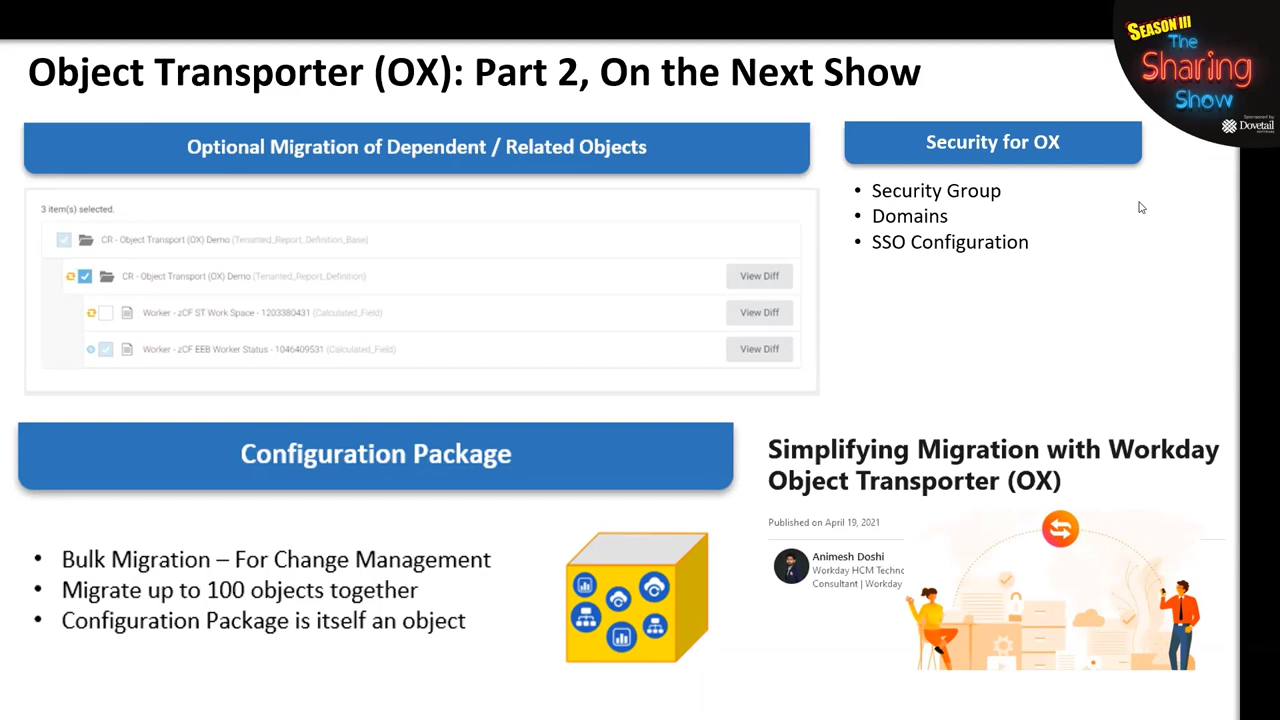 Object Transporter (OX): Part 2, On the Next Show
SEASON III
The
Sharing
Show
Sponsored by
Dovetail
SOFTWARE
Optional Migration of Dependent / Related Objects
3 item(s) selected.
CR - Object Transport (OX) Demo (Tenanted_Report_Definition_Base)
CR - Object Transport (OX) Demo (Tenanted_Report_Definition)
View Diff
Worker - zCF ST Work Space - 1203380431 (Calculated_Field)
View Diff
Worker - zCF EEB Worker Status - 1046409531 (Calculated_Field)
View Diff
Security for OX
• Security Group
• Domains
• SSO Configuration
Configuration Package
• Bulk Migration – For Change Management
• Migrate up to 100 objects together
• Configuration Package is itself an object
Simplifying Migration with Workday
Object Transporter (OX)
Published on April 19, 2021
Animesh Doshi
Workday HCM Techno
Consultant | Workday